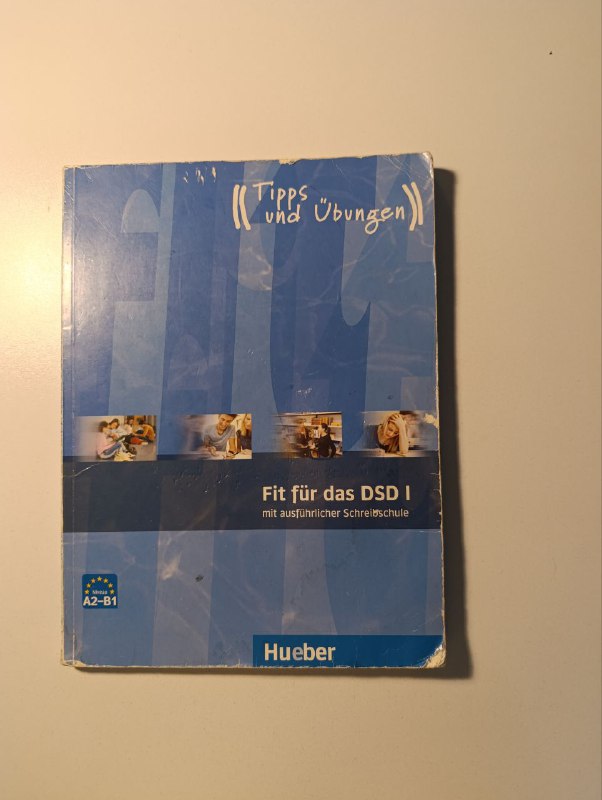 ((Tipps
und Übungen))
Fit für das DSD I
mit ausführlicher Schreibschule
Niveau
A2–B1
Hueber